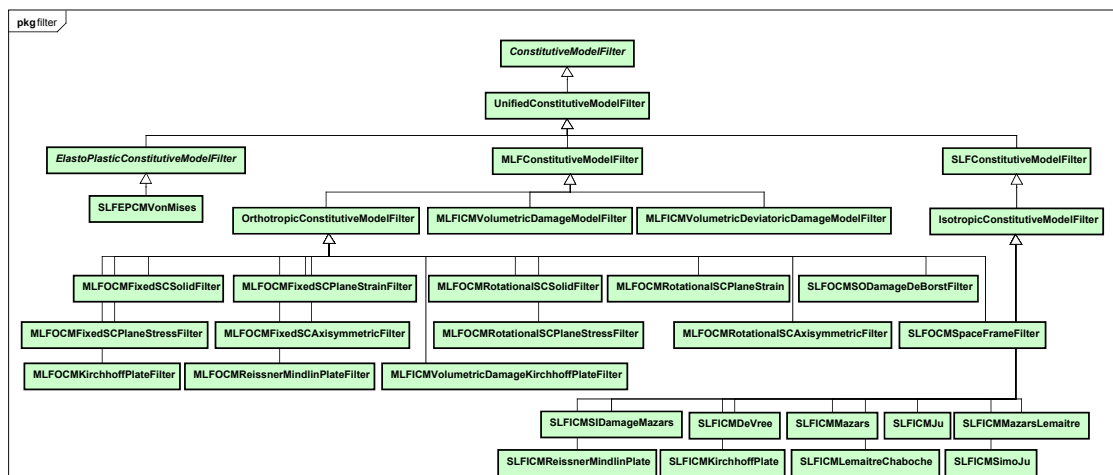 pkg filter
ConstitutiveModelFilter
UnifiedConstitutiveModelFilter
ElastoPlasticConstitutiveModelFilter
MLFConstitutiveModelFilter
SLFConstitutiveModelFilter
SLFEPCMVonMises
OrthotropicConstitutiveModelFilter
MLFICMVolumetricDamageModelFilter
MLFICMVolumetricDeviatoricDamageModelFilter
IsotropicConstitutiveModelFilter
MLFOCMFixedSCSolidFilter
MLFOCMFixedSCPlaneStrainFilter
MLFOCMRotationalSCSolidFilter
MLFOCMRotationalSCPlaneStrain
SLFOCMSODamageDeBorstFilter
MLFOCMFixedSCPlaneStressFilter
MLFOCMFixedSCAxisymmetricFilter
MLFOCMRotationalSCPlaneStressFilter
MLFOCMRotationalSCAxisymmetricFilter
SLFOCMSpaceFrameFilter
MLFOCMKirchhoffPlateFilter
MLFOCMReissnerMindlinPlateFilter
MLFICMVolumetricDamageKirchhoffPlateFilter
SLFICMSIDamageMazars
SLFICMDeVree
SLFICMMazars
SLFICMJu
SLFICMMazarsLemaitre
SLFICMReissnerMindlinPlate
SLFICMKirchhoffPlate
SLFICMLemaitreChaboche
SLFICMSimoJu